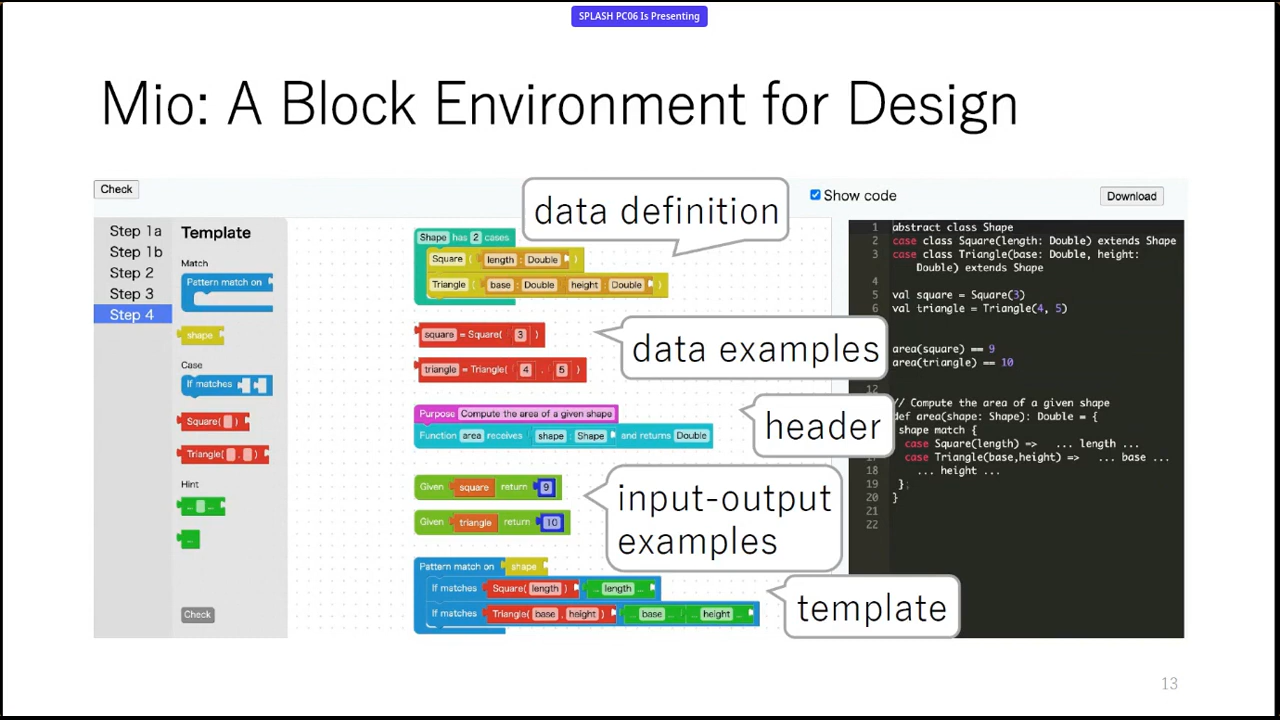 SPLASH PC06 Is Presenting
Mio: A Block Environment for Design
Check
Show code
Download
Step 1a
Step 1b
Step 2
Step 3
Step 4
Template
Match
Pattern match on
shape
Case
If matches
Square( )
Triangle( , )
Hint
... ...
...
Check
data definition
Shape has 2 cases
Square ( length : Double )
Triangle ( base : Double height : Double )
data examples
square = Square( 3 )
triangle = Triangle( 4 , 5 )
header
Purpose Compute the area of a given shape
Function area receives shape : Shape and returns Double
input-output
examples
Given square return 9
Given triangle return 10
template
Pattern match on shape
If matches Square( length ) ... length ...
If matches Triangle( base , height ) ... base ... ... height ...
1 abstract class Shape
2 case class Square(length: Double) extends Shape
3 case class Triangle(base: Double, height:
Double) extends Shape
4
5 val square = Square(3)
6 val triangle = Triangle(4, 5)
area(square) == 9
area(triangle) == 10
12
// Compute the area of a given shape
def area(shape: Shape): Double = {
shape match {
case Square(length) => ... length ...
case Triangle(base,height) => ... base ...
18 ... height ...
19 };
20 }
21
22
13